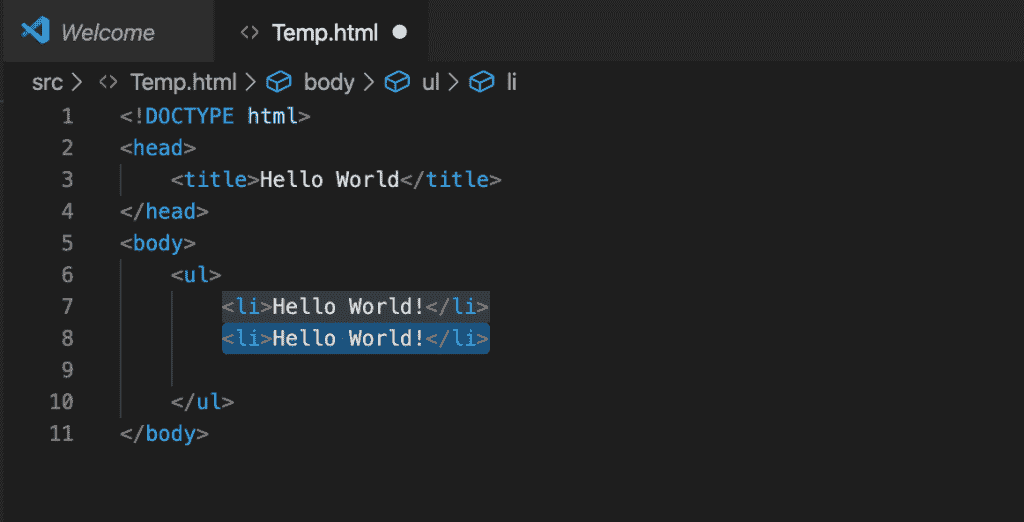 Welcome Temp.html
src > Temp.html > body > ul > li
1 <!DOCTYPE html>
2 <head>
3 <title>Hello World</title>
4 </head>
5 <body>
6 <ul>
7 <li>Hello World!</li>
8 <li>Hello World!</li>
9
10 </ul>
11 </body>